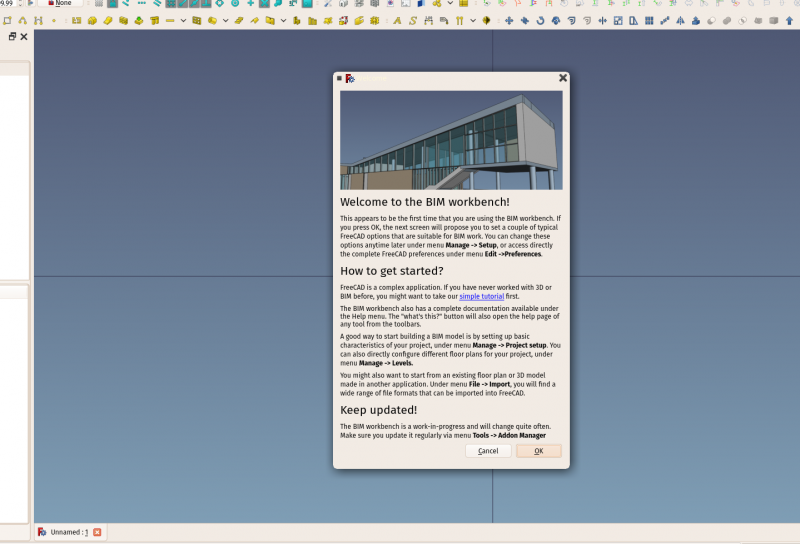 9.99
None
Welcome to the BIM workbench!
This appears to be the first time that you are using the BIM workbench. If
you press OK, the next screen will propose you to set a couple of typical
FreeCAD options that are suitable for BIM work. You can change these
options anytime later under menu Manage -> Setup, or access directly
the complete FreeCAD preferences under menu Edit ->Preferences.
How to get started?
FreeCAD is a complex application. If you have never worked with 3D or
BIM before, you might want to take our simple tutorial first.
The BIM workbench also has a complete documentation available under
the Help menu. The "what's this?" button will also open the help page of
any tool from the toolbars.
A good way to start building a BIM model is by setting up basic
characteristics of your project, under menu Manage -> Project setup. You
can also directly configure different floor plans for your project, under
menu Manage -> Levels.
You might also want to start from an existing floor plan or 3D model
made in another application. Under menu File -> Import, you will find a
wide range of file formats that can be imported into FreeCAD.
Keep updated!
The BIM workbench is a work-in-progress and will change quite often.
Make sure you update it regularly via menu Tools -> Addon Manager
Cancel OK
Unnamed : 1